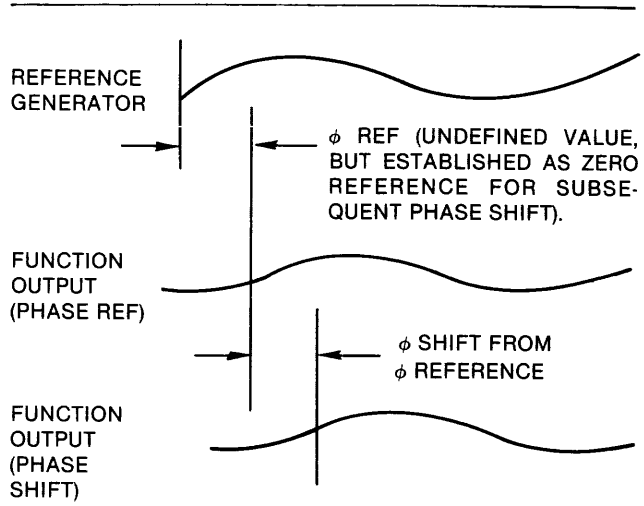 REFERENCE
GENERATOR
ϕ REF (UNDEFINED VALUE,
BUT ESTABLISHED AS ZERO
REFERENCE FOR SUBSE-
QUENT PHASE SHIFT).
FUNCTION
OUTPUT
(PHASE REF)
ϕ SHIFT FROM
ϕ REFERENCE
FUNCTION
OUTPUT
(PHASE
SHIFT)